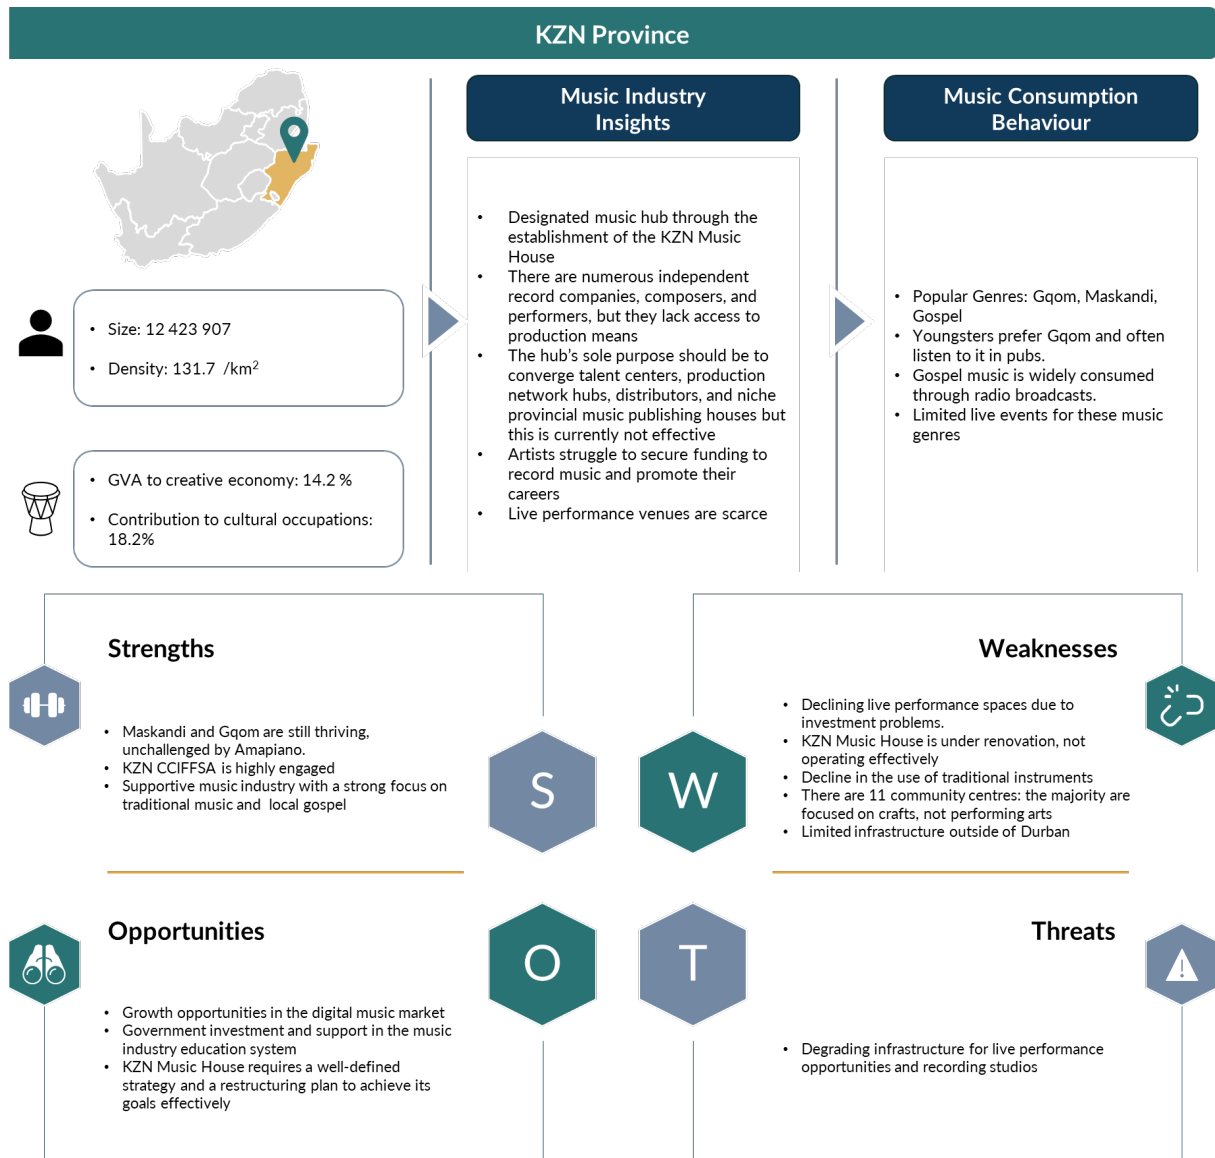 KZN Province
Music Industry
Insights
Music Consumption
Behaviour
• Size: 12 423 907
• Density: 131.7 /km²
• GVA to creative economy: 14.2 %
• Contribution to cultural occupations:
18.2%
• Designated music hub through the
establishment of the KZN Music
House
• There are numerous independent
record companies, composers, and
performers, but they lack access to
production means
• The hub's sole purpose should be to
converge talent centers, production
network hubs, distributors, and niche
provincial music publishing houses but
this is currently not effective
• Artists struggle to secure funding to
record music and promote their
careers
• Live performance venues are scarce
• Popular Genres: Gqom, Maskandi,
Gospel
• Youngsters prefer Gqom and often
listen to it in pubs.
• Gospel music is widely consumed
through radio broadcasts.
• Limited live events for these music
genres
Strengths
• Maskandi and Gqom are still thriving,
unchallenged by Amapiano.
• KZN CCIFFSA is highly engaged
• Supportive music industry with a strong focus on
traditional music and local gospel
S
W
Weaknesses
• Declining live performance spaces due to
investment problems.
• KZN Music House is under renovation, not
operating effectively
• Decline in the use of traditional instruments
• There are 11 community centres: the majority are
focused on crafts, not performing arts
• Limited infrastructure outside of Durban
Opportunities
• Growth opportunities in the digital music market
• Government investment and support in the music
industry education system
• KZN Music House requires a well-defined
strategy and a restructuring plan to achieve its
goals effectively
O
T
Threats
• Degrading infrastructure for live performance
opportunities and recording studios